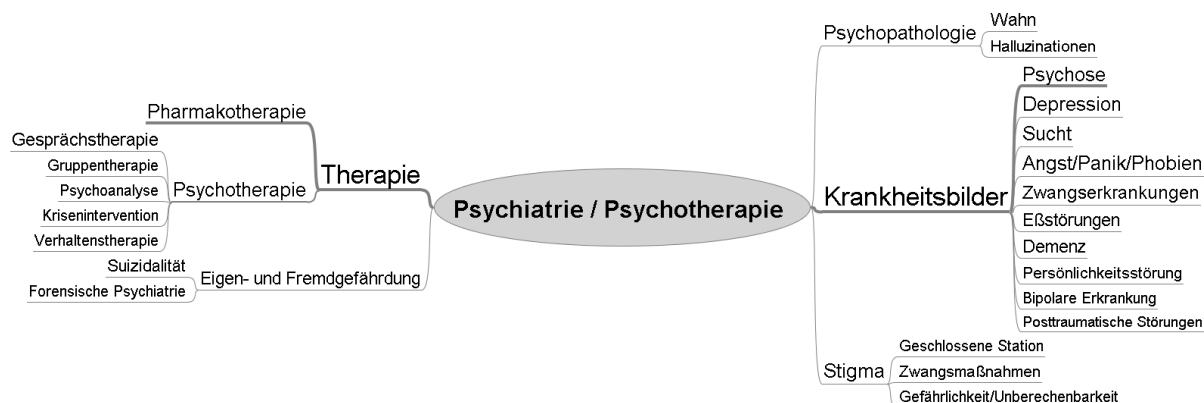 Psychiatrie / Psychotherapie
Therapie
Pharmakotherapie
Psychotherapie
Gesprächstherapie
Gruppentherapie
Psychoanalyse
Krisenintervention
Verhaltenstherapie
Eigen- und Fremdgefährdung
Suizidalität
Forensische Psychiatrie
Psychopathologie
Wahn
Halluzinationen
Krankheitsbilder
Psychose
Depression
Sucht
Angst/Panik/Phobien
Zwangserkrankungen
Eßstörungen
Demenz
Persönlichkeitsstörung
Bipolare Erkrankung
Posttraumatische Störungen
Stigma
Geschlossene Station
Zwangsmaßnahmen
Gefährlichkeit/Unberechenbarkeit